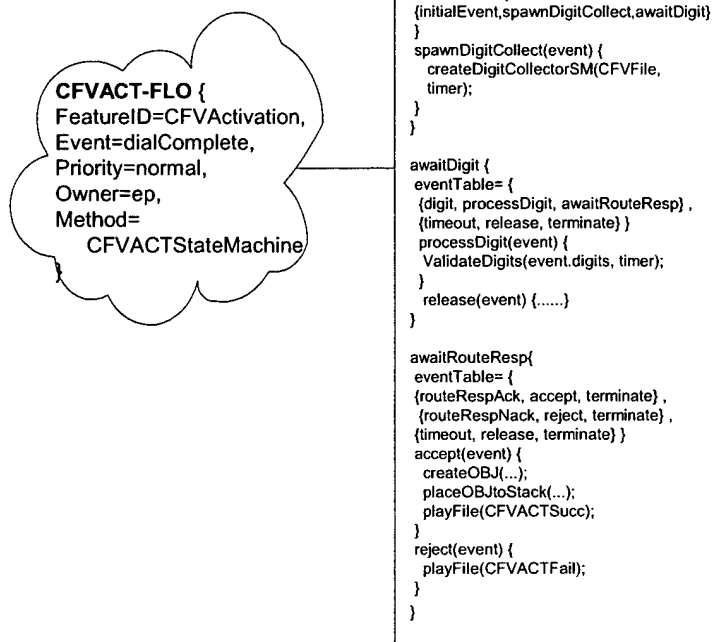 CFVACT-FLO {
FeatureID=CFVActivation,
Event=dialComplete,
Priority=normal,
Owner=ep,
Method=
CFVACTStateMachine
}
{initialEvent,spawnDigitCollect,awaitDigit}
}
spawnDigitCollect(event) {
createDigitCollectorSM(CFVFile,
timer);
}
}
awaitDigit {
eventTable= {
{digit, processDigit, awaitRouteResp} ,
{timeout, release, terminate} }
processDigit(event) {
ValidateDigits(event.digits, timer);
}
release(event) {......}
}
awaitRouteResp{
eventTable= {
{routeRespAck, accept, terminate} ,
{routeRespNack, reject, terminate} ,
{timeout, release, terminate} }
accept(event) {
createOBJ(...);
placeOBJtoStack(...);
playFile(CFVACTSucc);
}
reject(event) {
playFile(CFVACTFail);
}
}